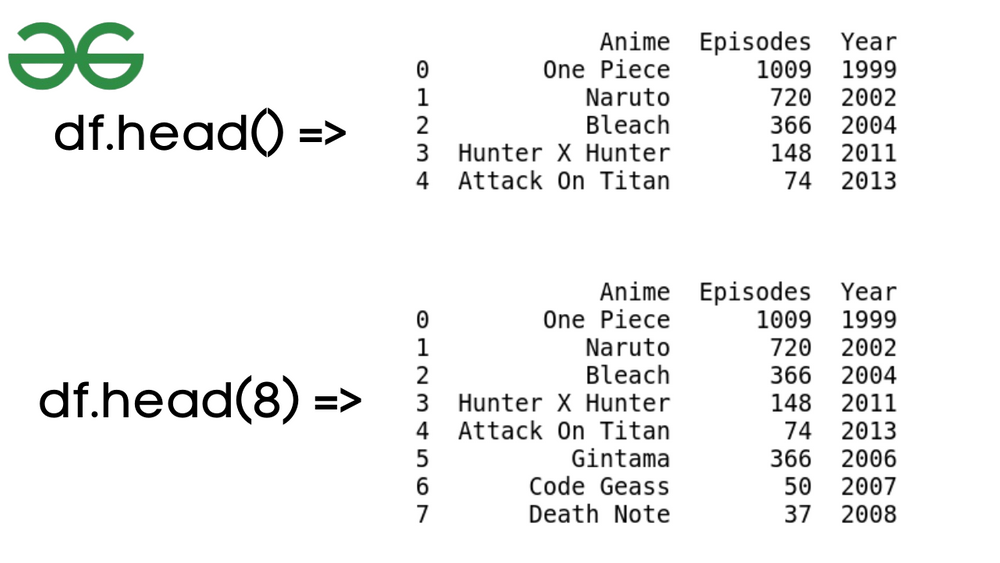 df.head() =>
Anime Episodes Year
0 One Piece 1009 1999
1 Naruto 720 2002
2 Bleach 366 2004
3 Hunter X Hunter 148 2011
4 Attack On Titan 74 2013
df.head(8) =>
Anime Episodes Year
0 One Piece 1009 1999
1 Naruto 720 2002
2 Bleach 366 2004
3 Hunter X Hunter 148 2011
4 Attack On Titan 74 2013
5 Gintama 366 2006
6 Code Geass 50 2007
7 Death Note 37 2008